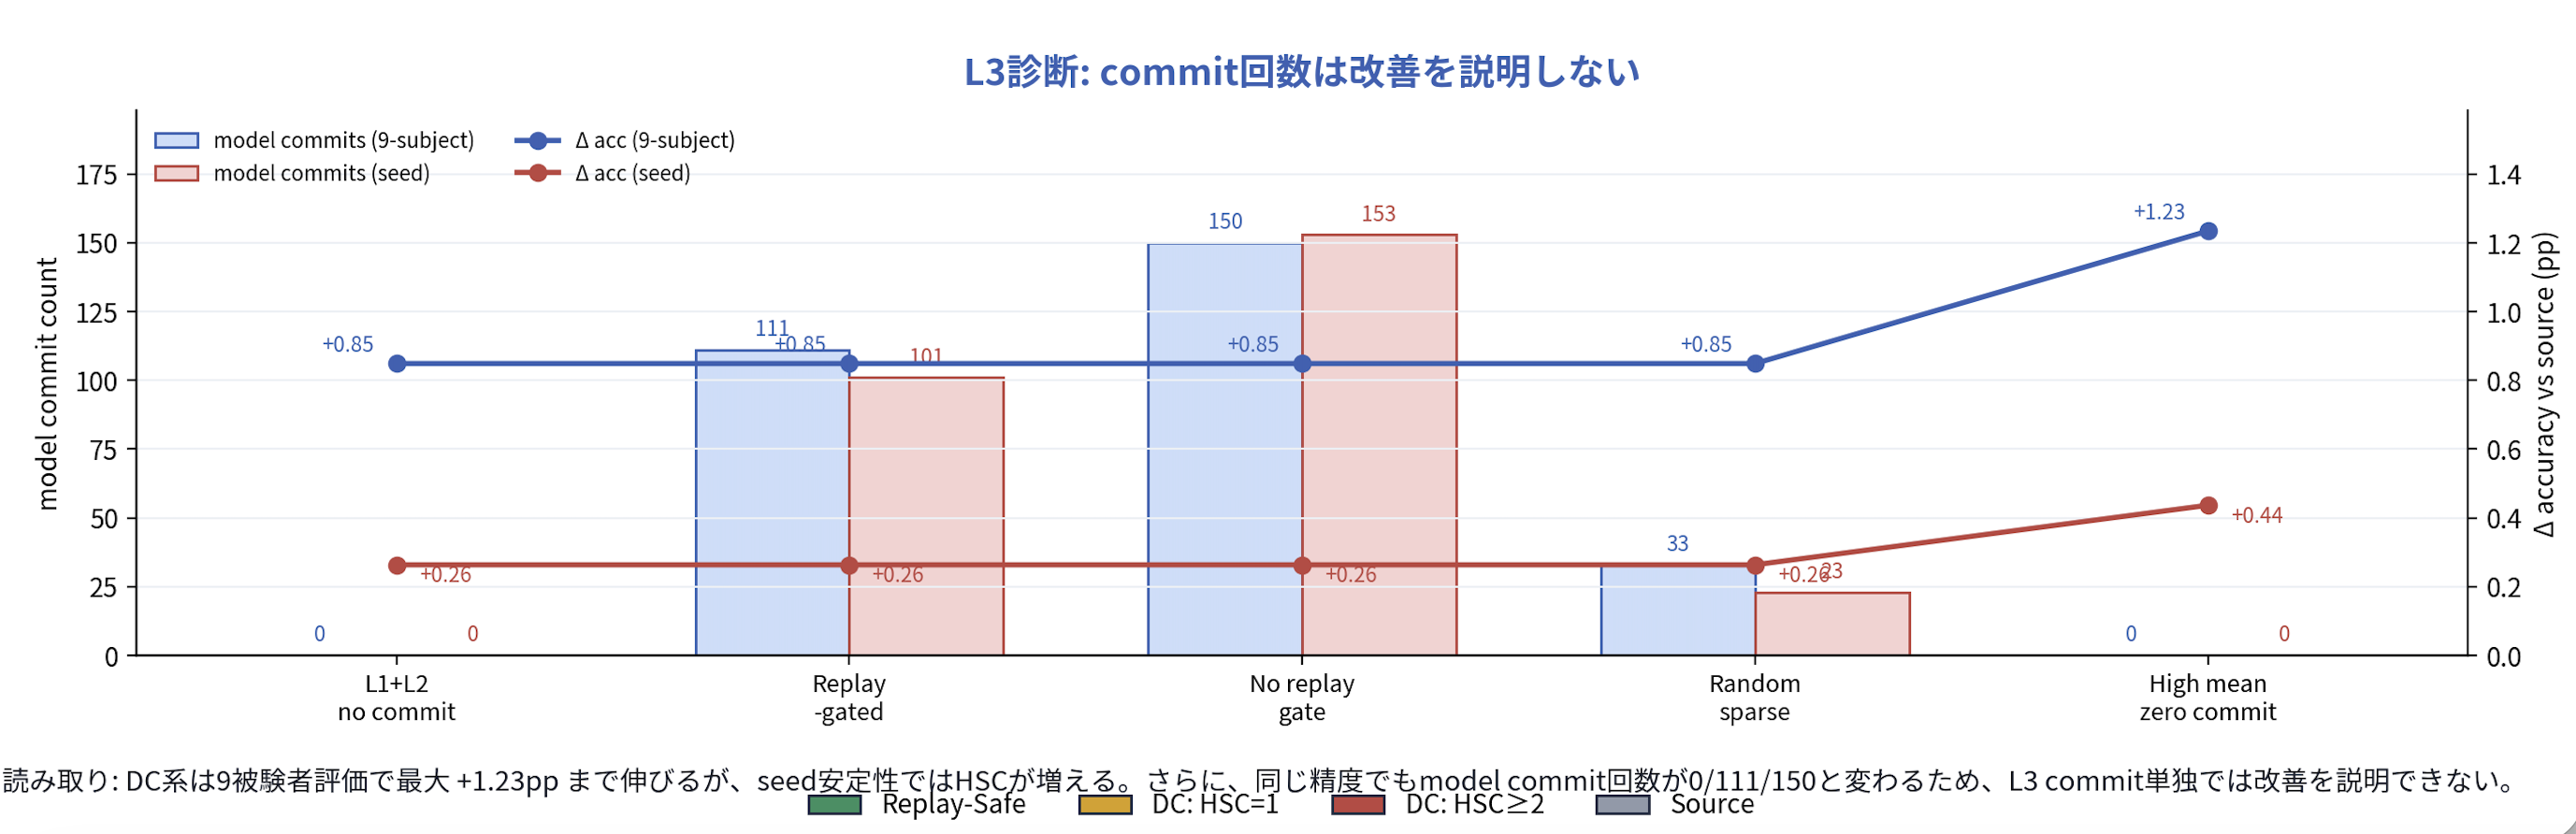 L3診断: commit回数は改善を説明しない
model commits (9-subject)
model commits (seed)
Δ acc (9-subject)
Δ acc (seed)
model commit count
175
150
125
100
75
50
25
0
Δ accuracy vs source (pp)
1.4
1.2
1.0
0.8
0.6
0.4
0.2
0.0
+0.85
+0.26
0
0
111
+0.85
101
+0.26
150
153
+0.85
+0.26
+0.85
33
+0.26
23
+1.23
+0.44
0
0
L1+L2
no commit
Replay
-gated
No replay
gate
Random
sparse
High mean
zero commit
読み取り: DC系は9被験者評価で最大 +1.23pp まで伸びるが、seed安定性ではHSCが増える。さらに、同じ精度でもmodel commit回数が0/111/150と変わるため、L3 commit単独では改善を説明できない。
Replay-Safe
DC: HSC=1
DC: HSC≥2
Source